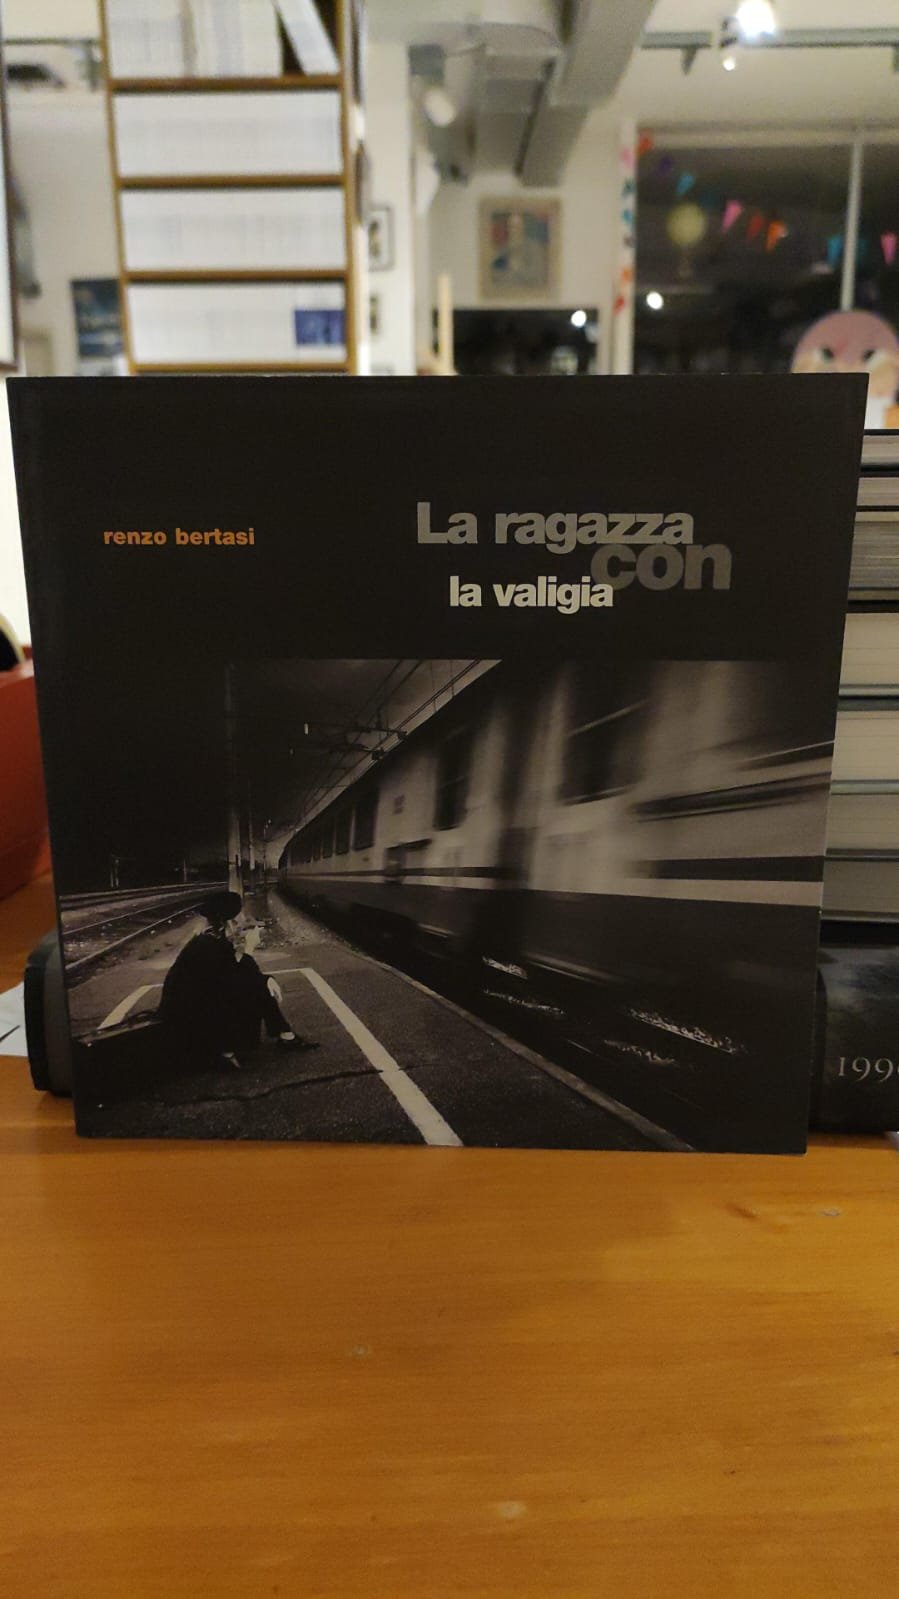 renzo bertasi
La ragazza
con
la valigia